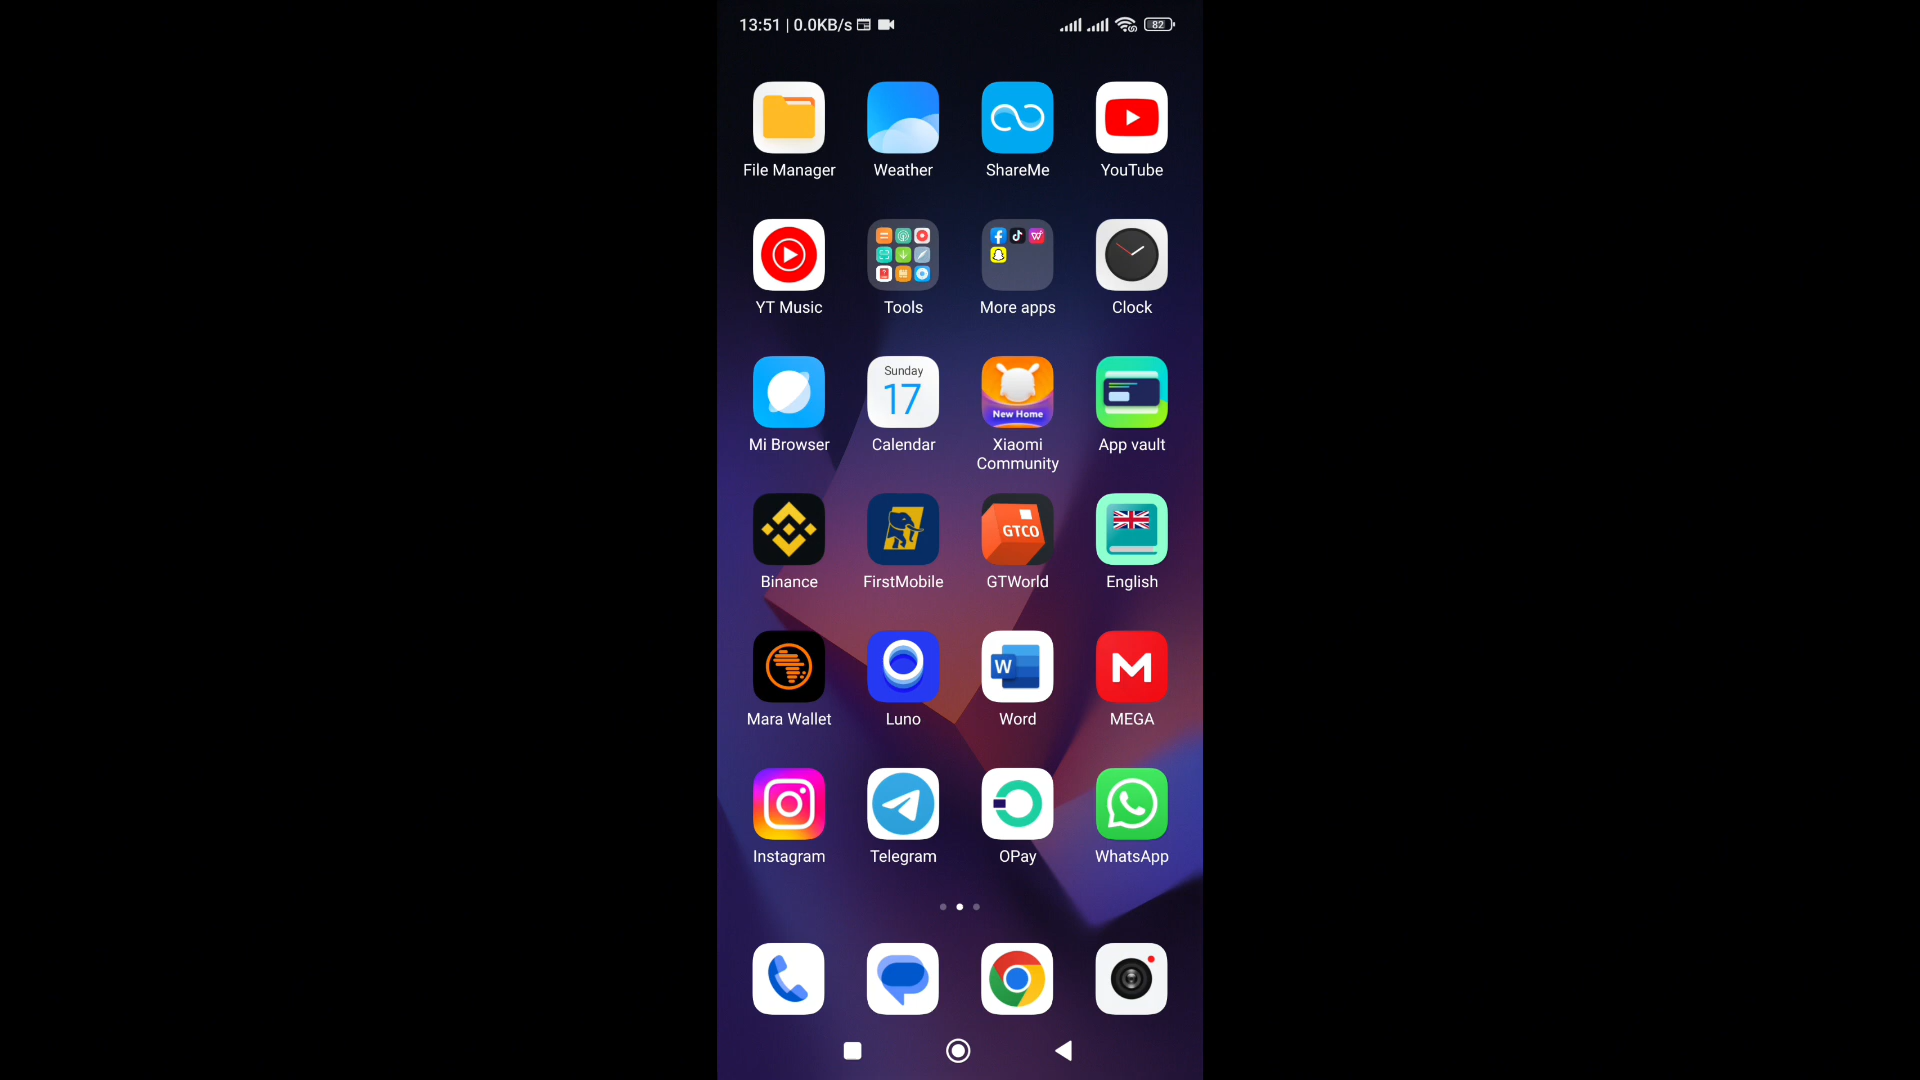 13:51 | 0.0KB/s
82
File Manager
Weather
ShareMe
YouTube
YT Music
Tools
More apps
Clock
Sunday
17
New Home
Mi Browser
Calendar
Xiaomi
Community
App vault
GTCO
Binance
FirstMobile
GTWorld
English
W
M
Mara Wallet
Luno
Word
MEGA
Instagram
Telegram
OPay
WhatsApp